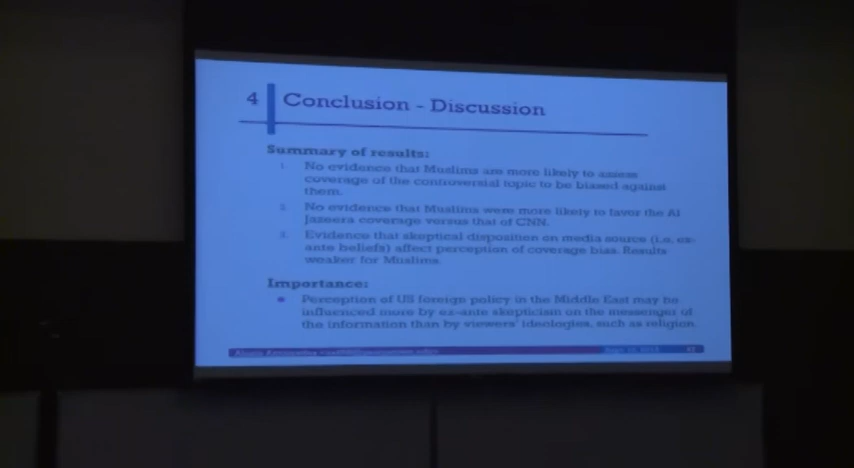 4 Conclusion - Discussion
Summary of results:
1. No evidence that Muslims are more likely to assess
coverage of the controversial topic to be biased against
them.
2. No evidence that Muslims were more likely to favor the Al
Jazeera coverage versus that of CNN.
3. Evidence that skeptical disposition on media source (i.e. ex-
ante beliefs) affect perception of coverage bias. Results
weaker for Muslims.
Importance:
Perception of US foreign policy in the Middle East may be
influenced more by ex-ante skepticism on the messenger of
the information than by viewers' ideologies, such as religion.